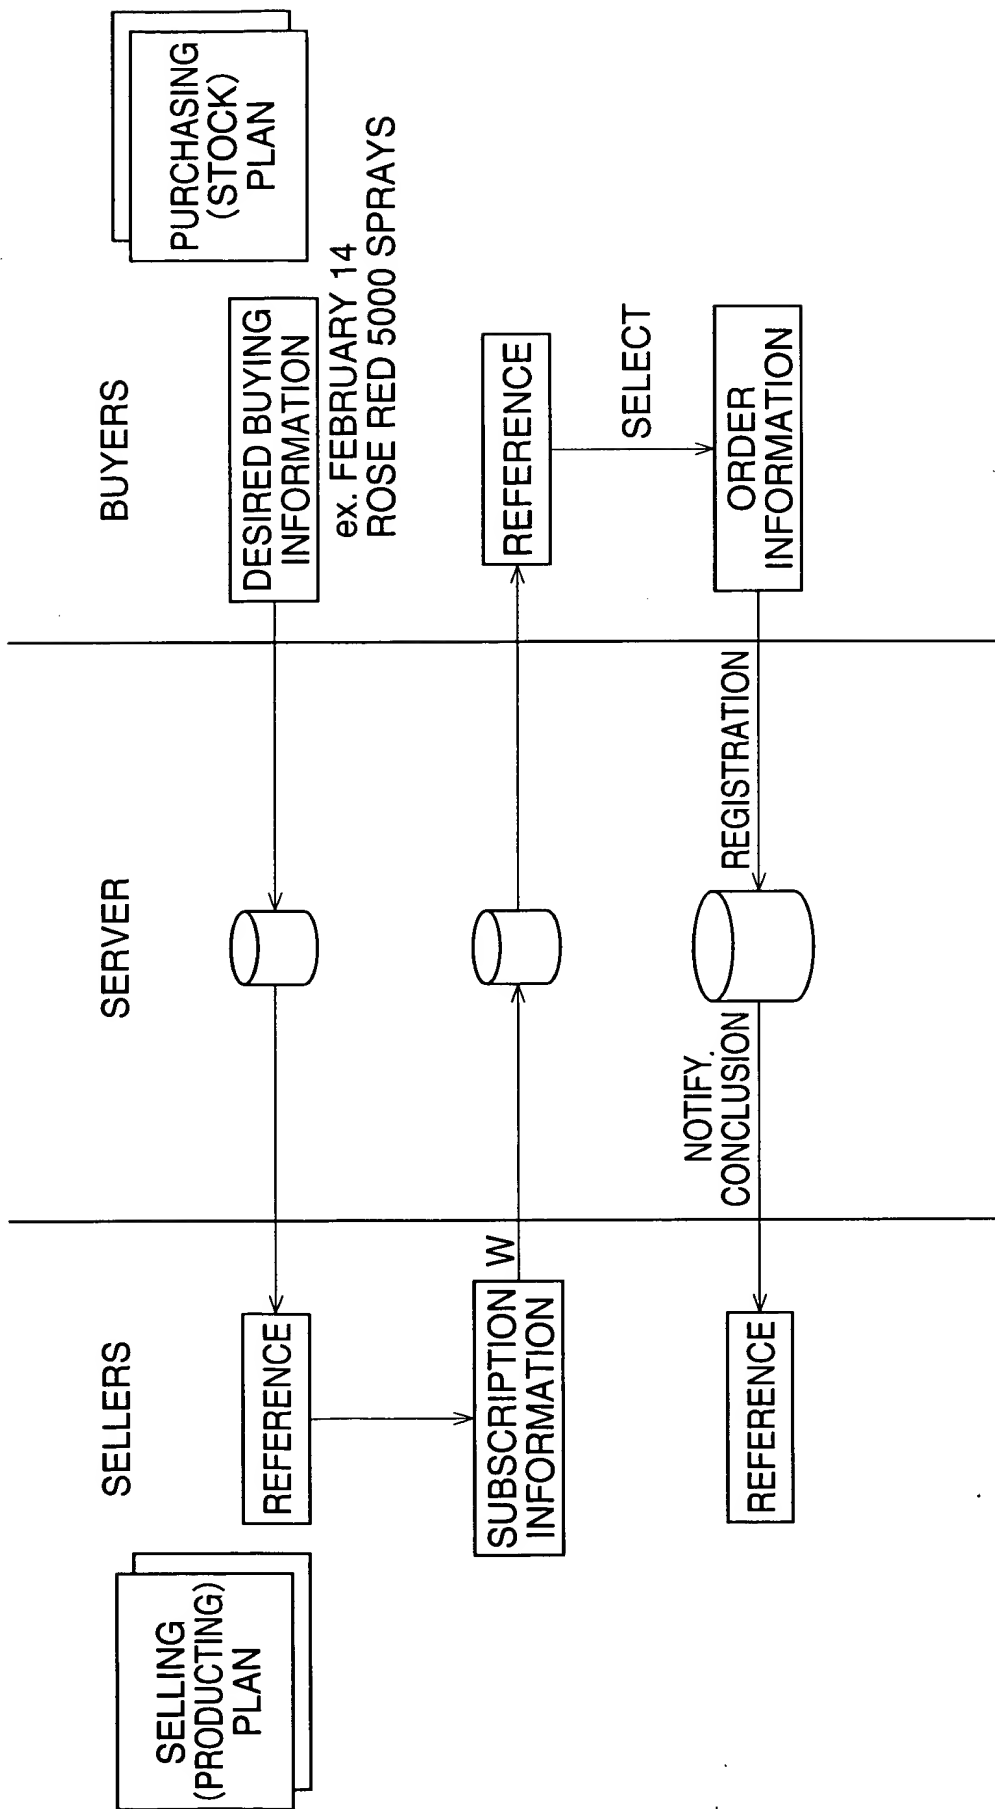 SELLERS
SERVER
BUYERS
SELLING
(PRODUCTING)
PLAN
PURCHASING
(STOCK)
PLAN
REFERENCE
DESIRED BUYING
INFORMATION
ex. FEBRUARY 14
ROSE RED 5000 SPRAYS
SUBSCRIPTION
INFORMATION
W
REFERENCE
SELECT
REFERENCE
NOTIFY.
CONCLUSION
REGISTRATION
ORDER
INFORMATION